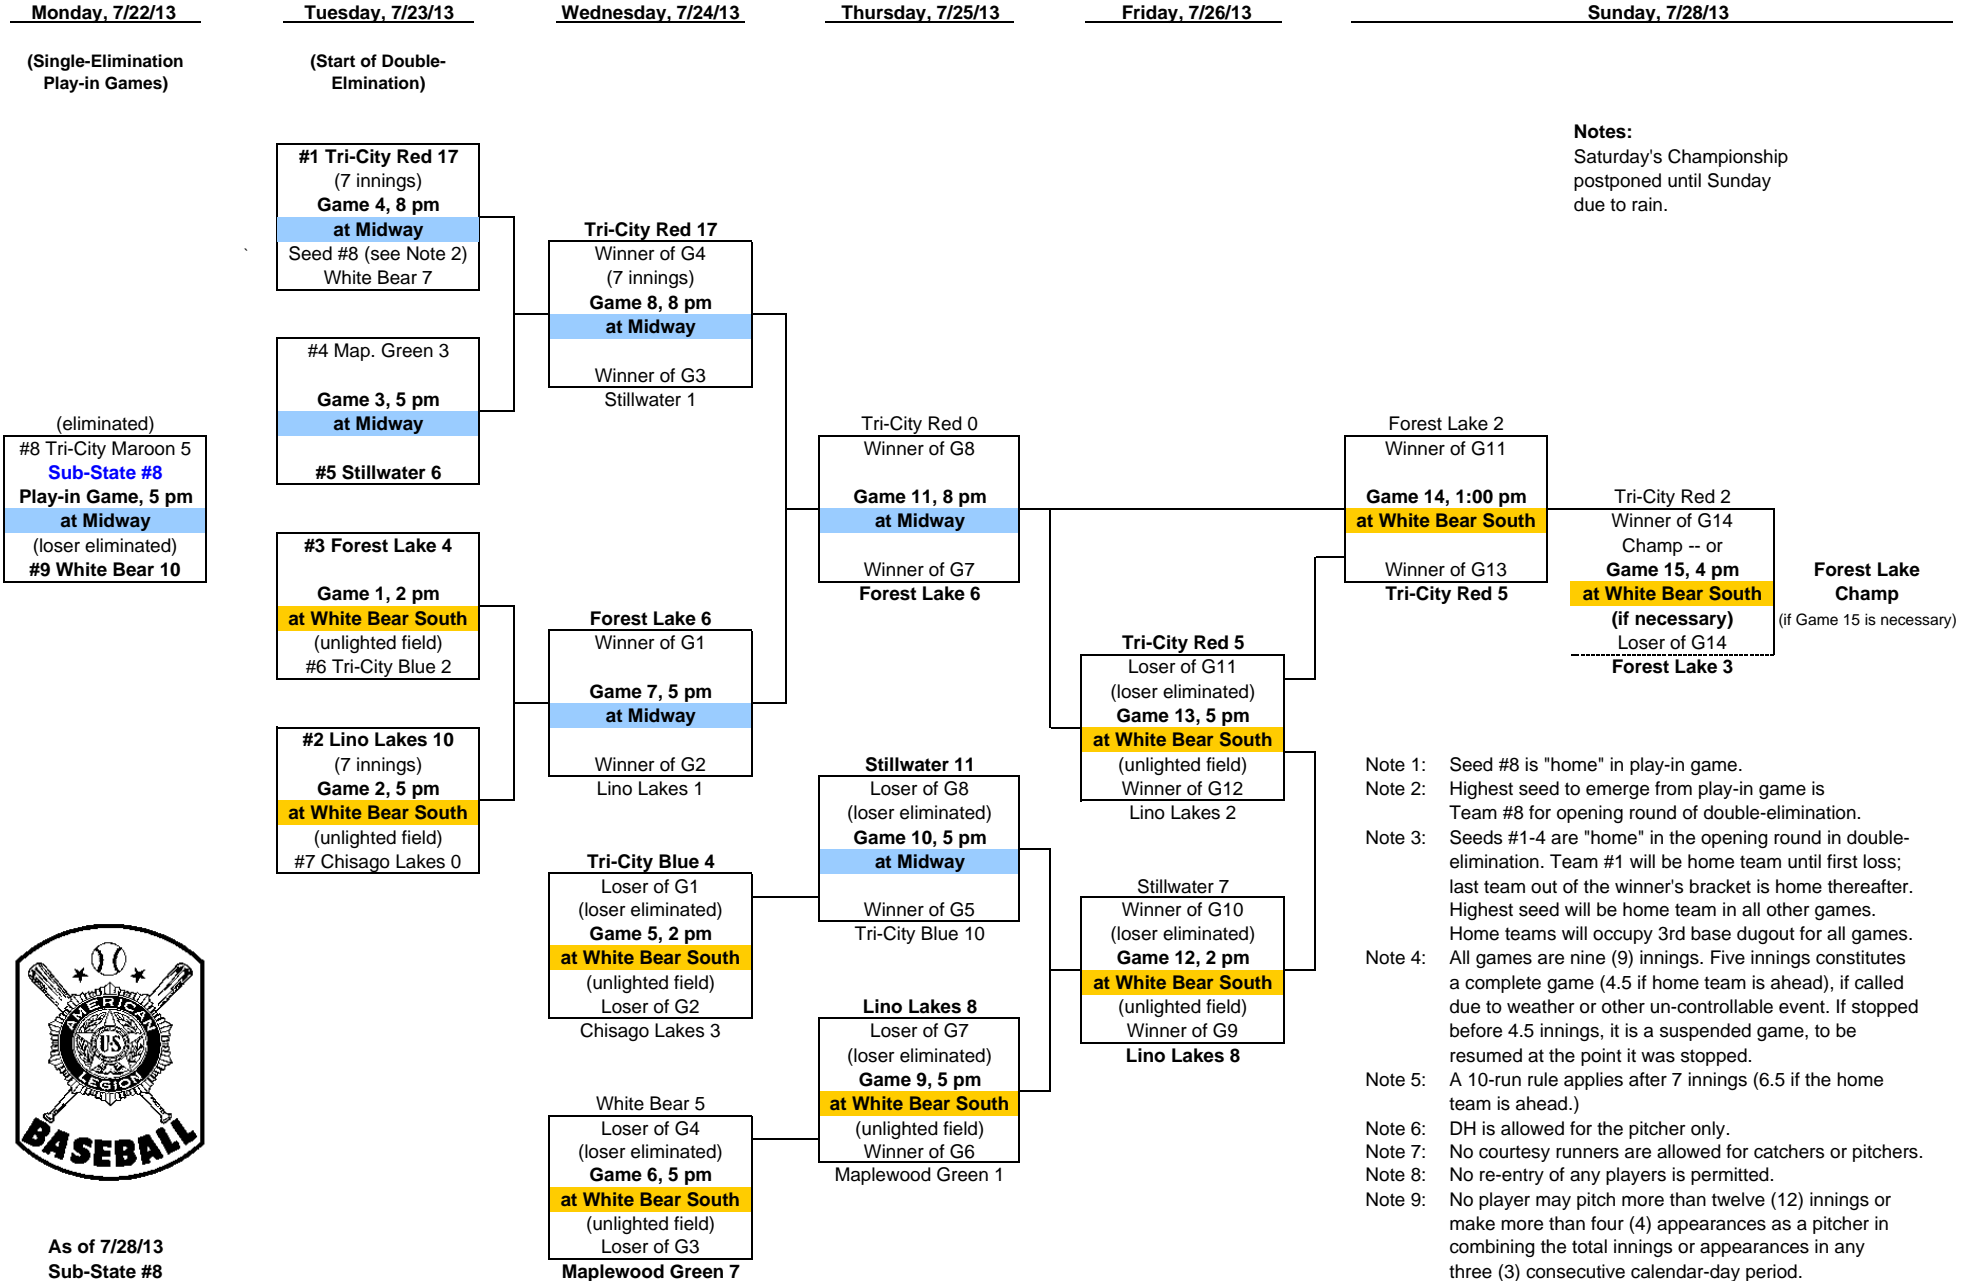 Monday, 7/22/13
Tuesday, 7/23/13
Wednesday, 7/24/13
Thursday, 7/25/13
Friday, 7/26/13
Sunday, 7/28/13
(Single-Elimination
Play-in Games)
(Start of Double-
Elmination)
Notes:
Saturday's Championship
postponed until Sunday
due to rain.
(eliminated)
#8 Tri-City Maroon 5
Sub-State #8
Play-in Game, 5 pm
at Midway
(loser eliminated)
#9 White Bear 10
`
#1 Tri-City Red 17
(7 innings)
Game 4, 8 pm
at Midway
Seed #8 (see Note 2)
White Bear 7
#4 Map. Green 3
Game 3, 5 pm
at Midway
#5 Stillwater 6
#3 Forest Lake 4
Game 1, 2 pm
at White Bear South
(unlighted field)
#6 Tri-City Blue 2
#2 Lino Lakes 10
(7 innings)
Game 2, 5 pm
at White Bear South
(unlighted field)
#7 Chisago Lakes 0
Tri-City Red 17
Winner of G4
(7 innings)
Game 8, 8 pm
at Midway
Winner of G3
Stillwater 1
Forest Lake 6
Winner of G1
Game 7, 5 pm
at Midway
Winner of G2
Lino Lakes 1
Tri-City Blue 4
Loser of G1
(loser eliminated)
Game 5, 2 pm
at White Bear South
(unlighted field)
Loser of G2
Chisago Lakes 3
White Bear 5
Loser of G4
(loser eliminated)
Game 6, 5 pm
at White Bear South
(unlighted field)
Loser of G3
Maplewood Green 7
Tri-City Red 0
Winner of G8
Game 11, 8 pm
at Midway
Winner of G7
Forest Lake 6
Stillwater 11
Loser of G8
(loser eliminated)
Game 10, 5 pm
at Midway
Winner of G5
Tri-City Blue 10
Lino Lakes 8
Loser of G7
(loser eliminated)
Game 9, 5 pm
at White Bear South
(unlighted field)
Winner of G6
Maplewood Green 1
Tri-City Red 5
Loser of G11
(loser eliminated)
Game 13, 5 pm
at White Bear South
(unlighted field)
Winner of G12
Lino Lakes 2
Stillwater 7
Winner of G10
(loser eliminated)
Game 12, 2 pm
at White Bear South
(unlighted field)
Winner of G9
Lino Lakes 8
Forest Lake 2
Winner of G11
Game 14, 1:00 pm
at White Bear South
Winner of G13
Tri-City Red 5
Tri-City Red 2
Winner of G14
Champ -- or
Game 15, 4 pm
at White Bear South
(if necessary)
Loser of G14
Forest Lake 3
Forest Lake
Champ
(if Game 15 is necessary)
Note 1: Seed #8 is "home" in play-in game.
Note 2: Highest seed to emerge from play-in game is
Team #8 for opening round of double-elimination.
Note 3: Seeds #1-4 are "home" in the opening round in double-
elimination. Team #1 will be home team until first loss;
last team out of the winner's bracket is home thereafter.
Highest seed will be home team in all other games.
Home teams will occupy 3rd base dugout for all games.
Note 4: All games are nine (9) innings. Five innings constitutes
a complete game (4.5 if home team is ahead), if called
due to weather or other un-controllable event. If stopped
before 4.5 innings, it is a suspended game, to be
resumed at the point it was stopped.
Note 5: A 10-run rule applies after 7 innings (6.5 if the home
team is ahead.)
Note 6: DH is allowed for the pitcher only.
Note 7: No courtesy runners are allowed for catchers or pitchers.
Note 8: No re-entry of any players is permitted.
Note 9: No player may pitch more than twelve (12) innings or
make more than four (4) appearances as a pitcher in
combining the total innings or appearances in any
three (3) consecutive calendar-day period.
AMERICAN
US
LEGION
BASEBALL
As of 7/28/13
Sub-State #8